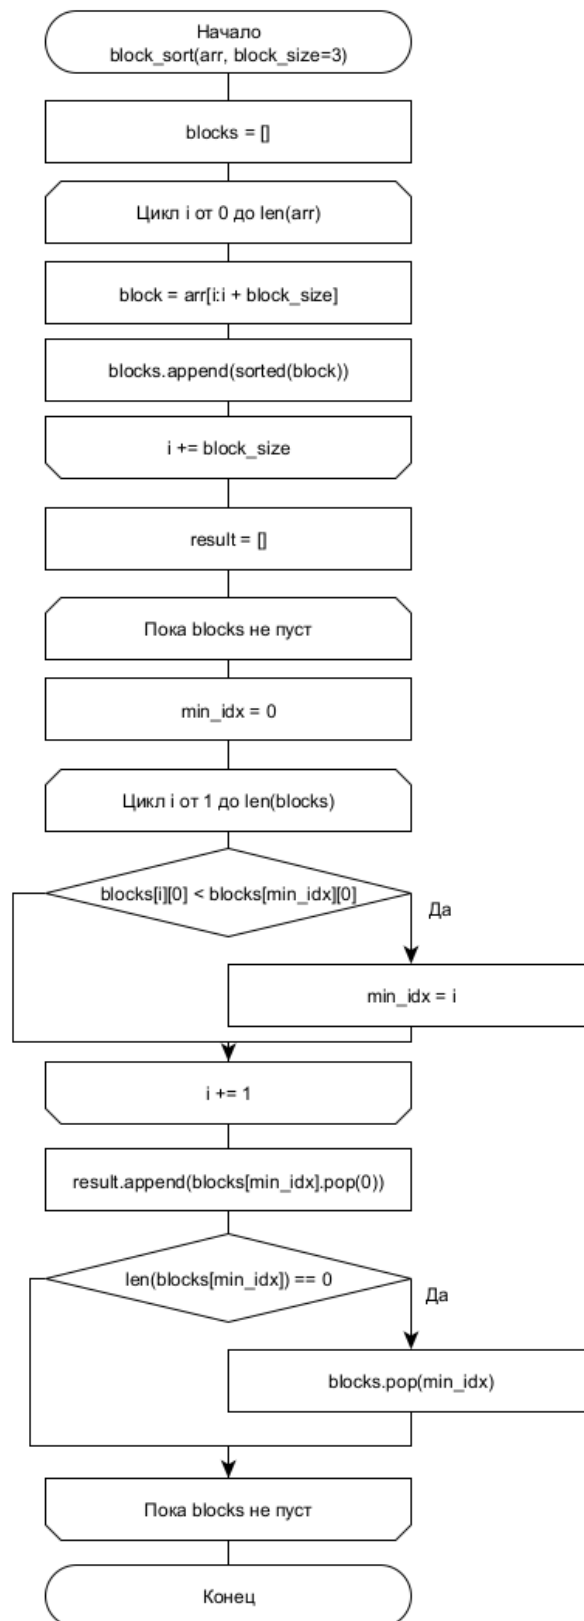 Начало
block_sort(arr, block_size=3)
blocks = []
Цикл i от 0 до len(arr)
block = arr[i:i + block_size]
blocks.append(sorted(block))
i += block_size
result = []
Пока blocks не пуст
min_idx = 0
Цикл i от 1 до len(blocks)
blocks[i][0] < blocks[min_idx][0]
Да
min_idx = i
i += 1
result.append(blocks[min_idx].pop(0))
len(blocks[min_idx]) == 0
Да
blocks.pop(min_idx)
Пока blocks не пуст
Конец